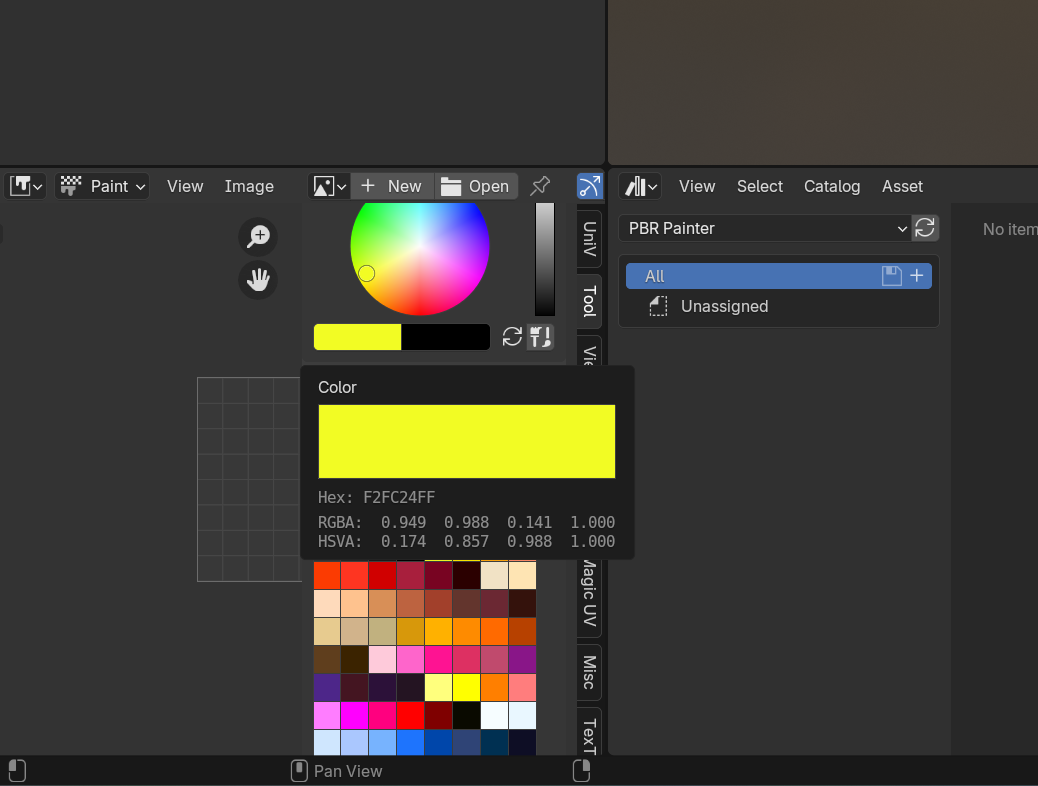 Paint View Image New Open View Select Catalog Asset
UniV
PBR Painter
No item
All
Unassigned
Tool
Vie
Color
Hex: F2FC24FF
RGBA: 0.949 0.988 0.141 1.000
HSVA: 0.174 0.857 0.988 1.000
Magic UV
Misc
TexT
Pan View